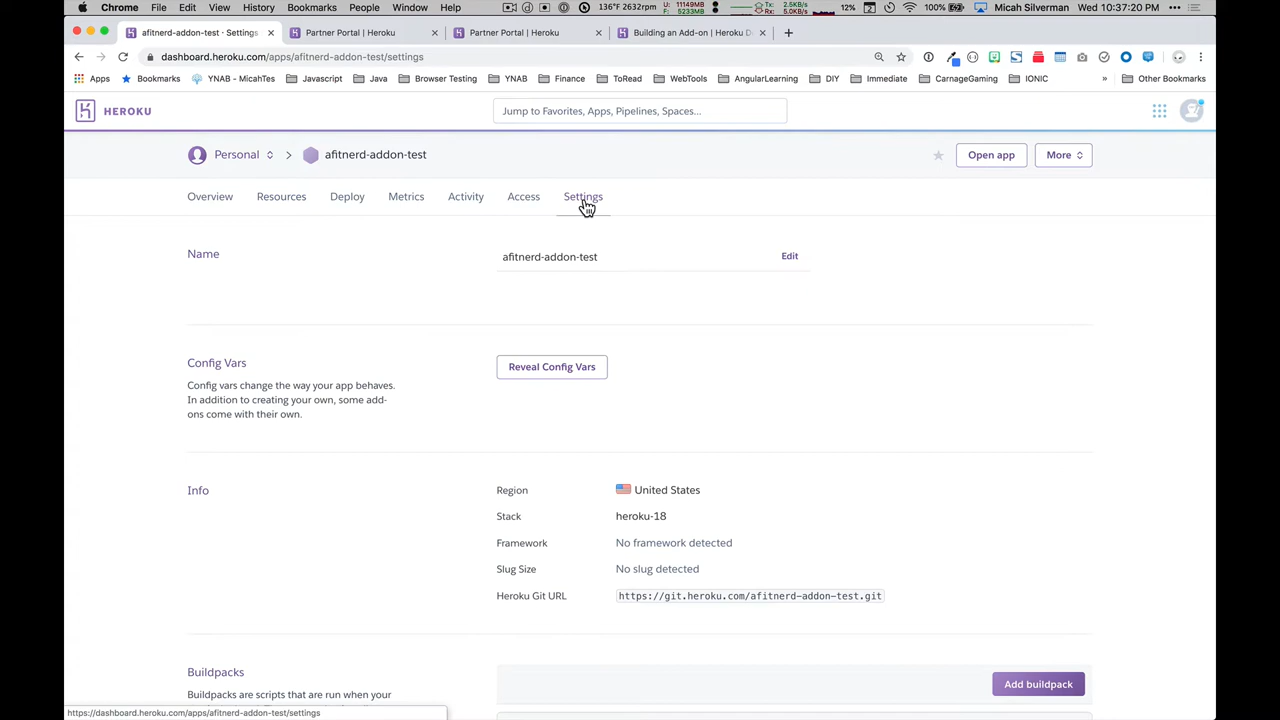 Chrome File Edit View History Bookmarks People Window Help 136°F 2632rpm U: 11149MB F: 5233MB Tx: 2.5KB/s Rx: 5.0KB/s 12% 100% Micah Silverman Wed 10:37:20 PM
afitnerd-addon-test · Settings Partner Portal | Heroku Partner Portal | Heroku Building an Add-on | Heroku D
dashboard.heroku.com/apps/afitnerd-addon-test/settings
Apps Bookmarks YNAB - MicahTes Javascript Java Browser Testing YNAB Finance ToRead WebTools AngularLearning DIY Immediate CarnageGaming IONIC » Other Bookmarks
HEROKU Jump to Favorites, Apps, Pipelines, Spaces...
Personal > afitnerd-addon-test Open app More
Overview Resources Deploy Metrics Activity Access Settings
Name afitnerd-addon-test Edit
Config Vars Reveal Config Vars
Config vars change the way your app behaves.
In addition to creating your own, some add-
ons come with their own.
Info Region United States
Stack heroku-18
Framework No framework detected
Slug Size No slug detected
Heroku Git URL https://git.heroku.com/afitnerd-addon-test.git
Buildpacks Add buildpack
Buildpacks are scripts that are run when your
https://dashboard.heroku.com/apps/afitnerd-addon-test/settings